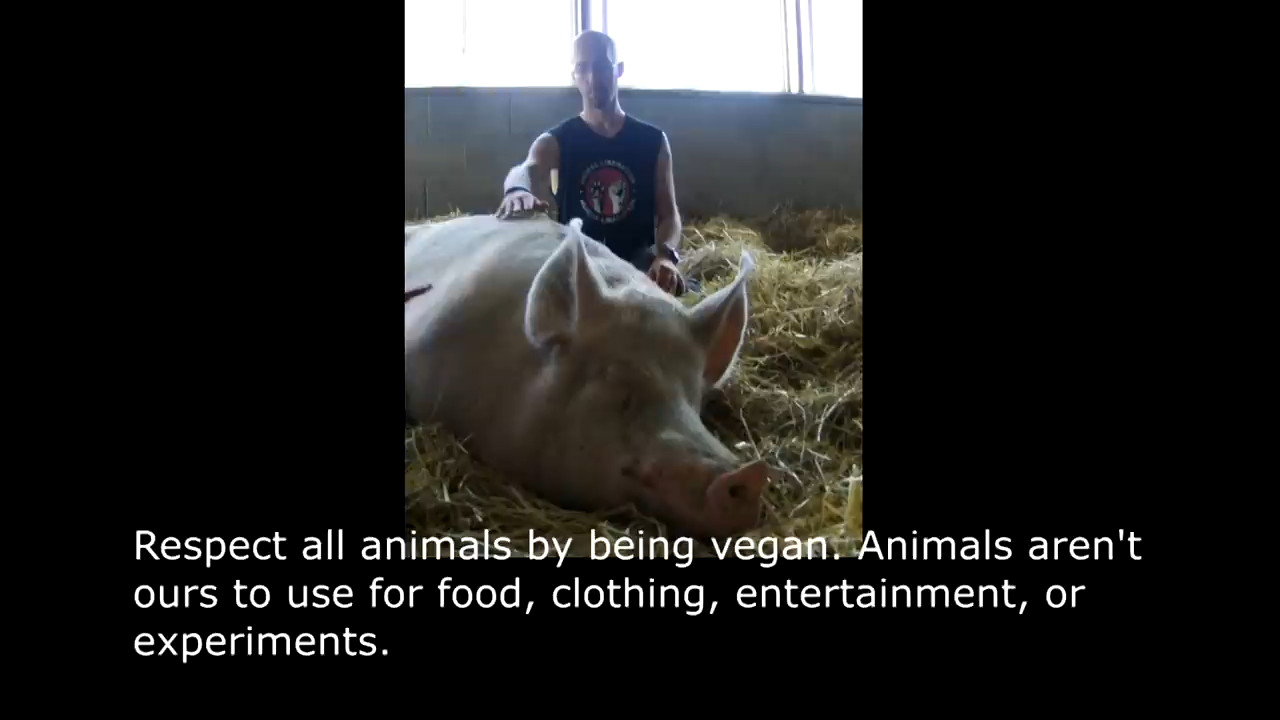 Respect all animals by being vegan. Animals aren't
ours to use for food, clothing, entertainment, or
experiments.